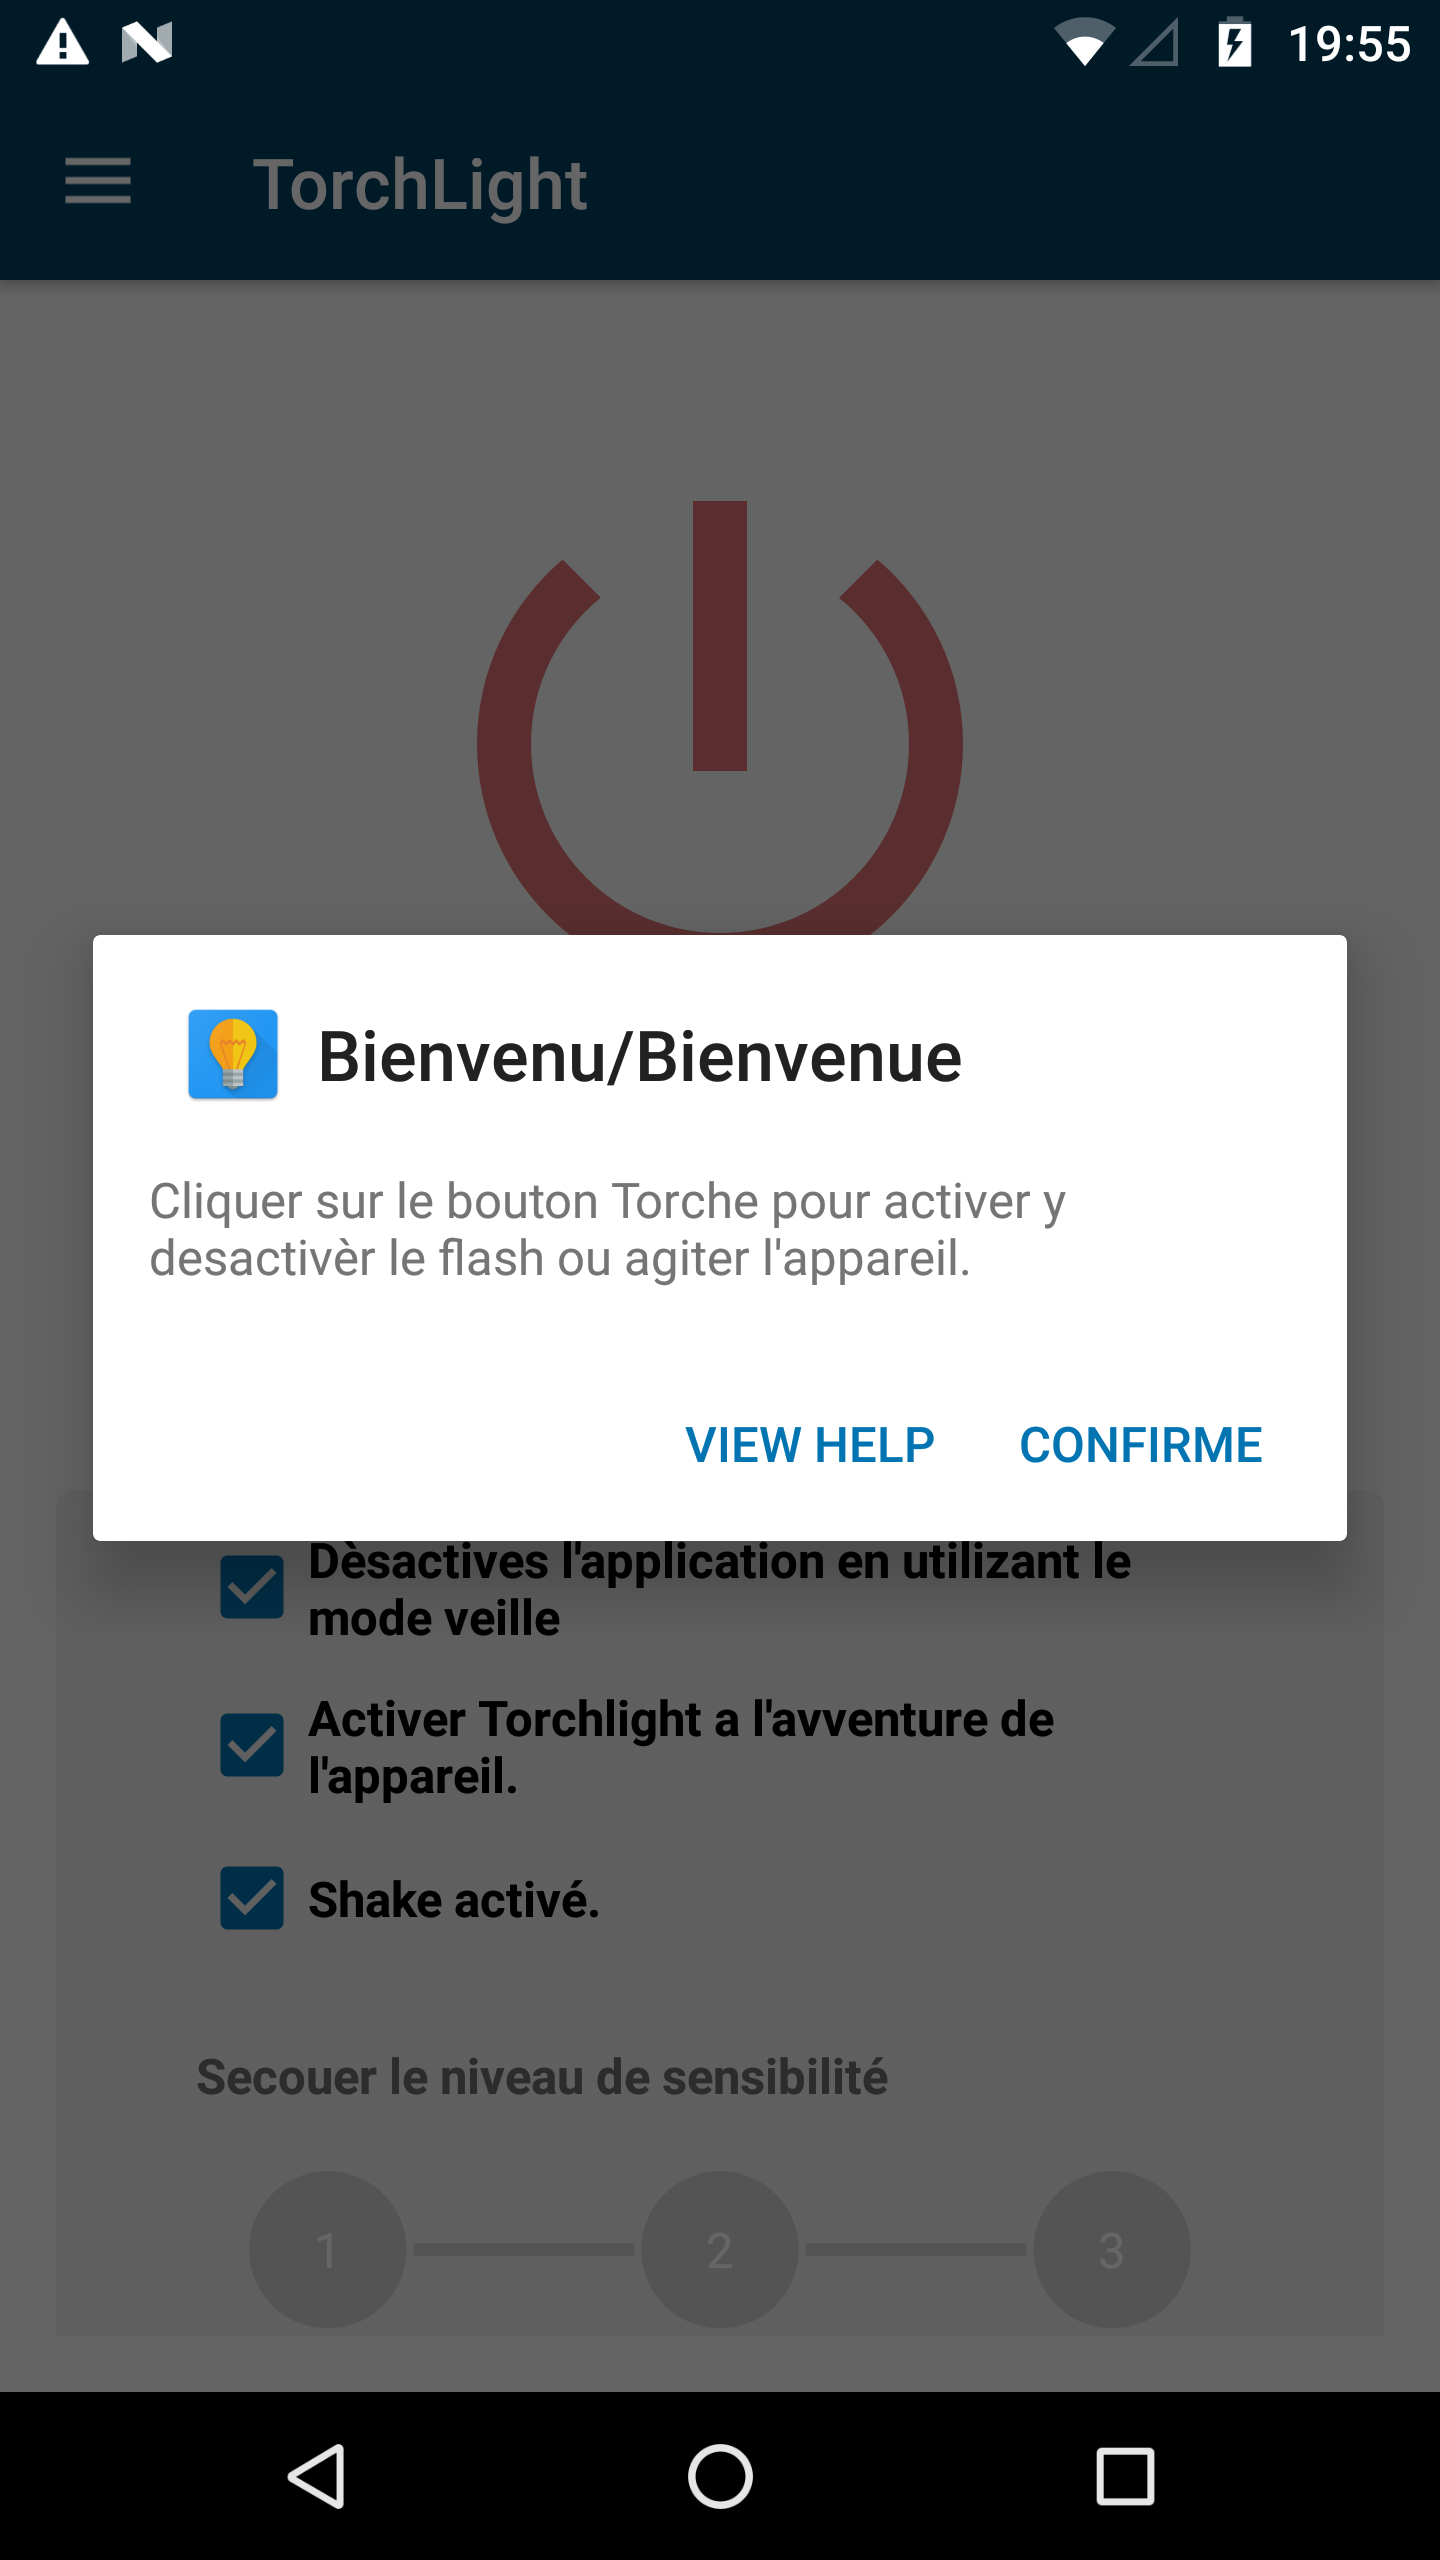 19:55
TorchLight
Bienvenu/Bienvenue
Cliquer sur le bouton Torche pour activer y
desactivèr le flash ou agiter l'appareil.
VIEW HELP CONFIRME
Dèsactives l'application en utilizant le
mode veille
Activer Torchlight a l'avventure de
l'appareil.
Shake activé.
Secouer le niveau de sensibilité
1 2 3